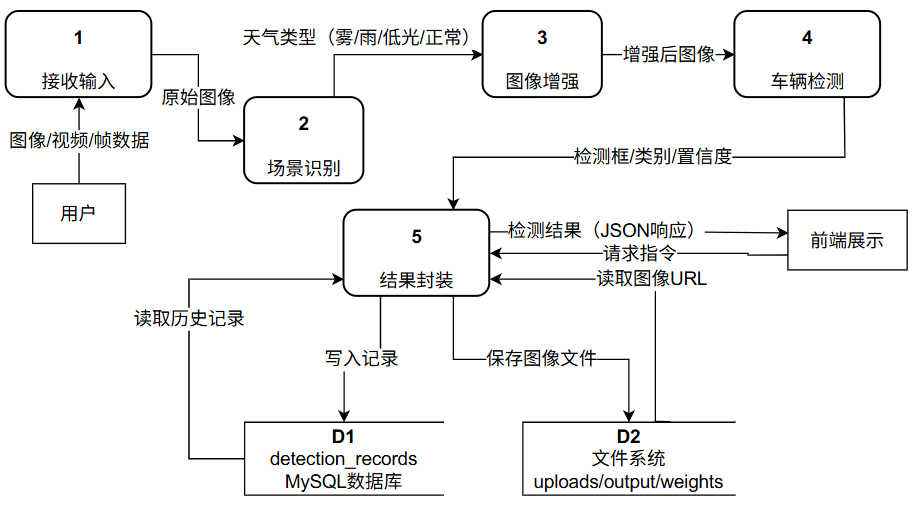 1
接收输入
天气类型（雾/雨/低光/正常）
3
图像增强
增强后图像
4
车辆检测
原始图像
2
场景识别
图像/视频/帧数据
用户
检测框/类别/置信度
5
结果封装
检测结果（JSON响应）
请求指令
读取图像URL
前端展示
读取历史记录
写入记录
保存图像文件
D1
detection_records
MySQL数据库
D2
文件系统
uploads/output/weights